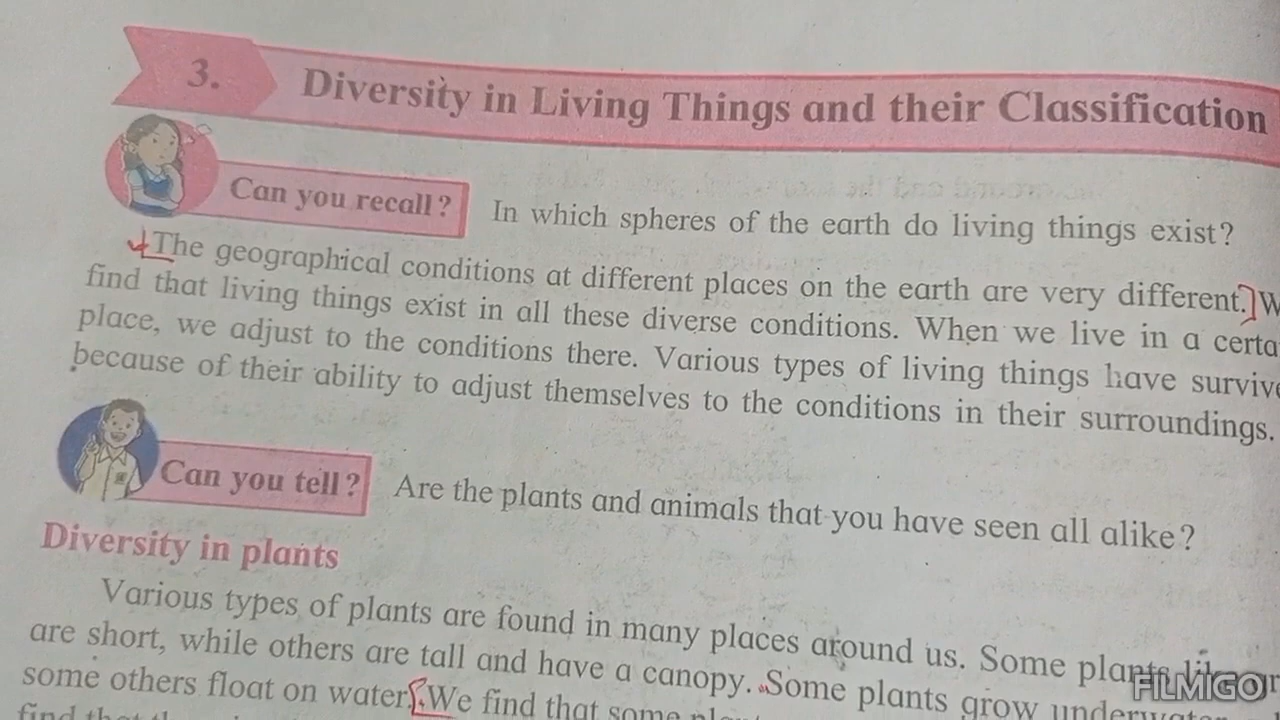 3. Diversity in Living Things and their Classification
Can you recall? In which spheres of the earth do living things exist?
The geographical conditions at different places on the earth are very different.
find that living things exist in all these diverse conditions. When we live in a
place, we adjust to the conditions there. Various types of living things have
because of their ability to adjust themselves to the conditions in their surroundings.
Can you tell? Are the plants and animals that you have seen all alike?
Diversity in plants
Various types of plants are found in many places around us. Some plants
are short, while others are tall and have a canopy. Some plants grow
some others float on water. We find that some
find that
FILMIGO